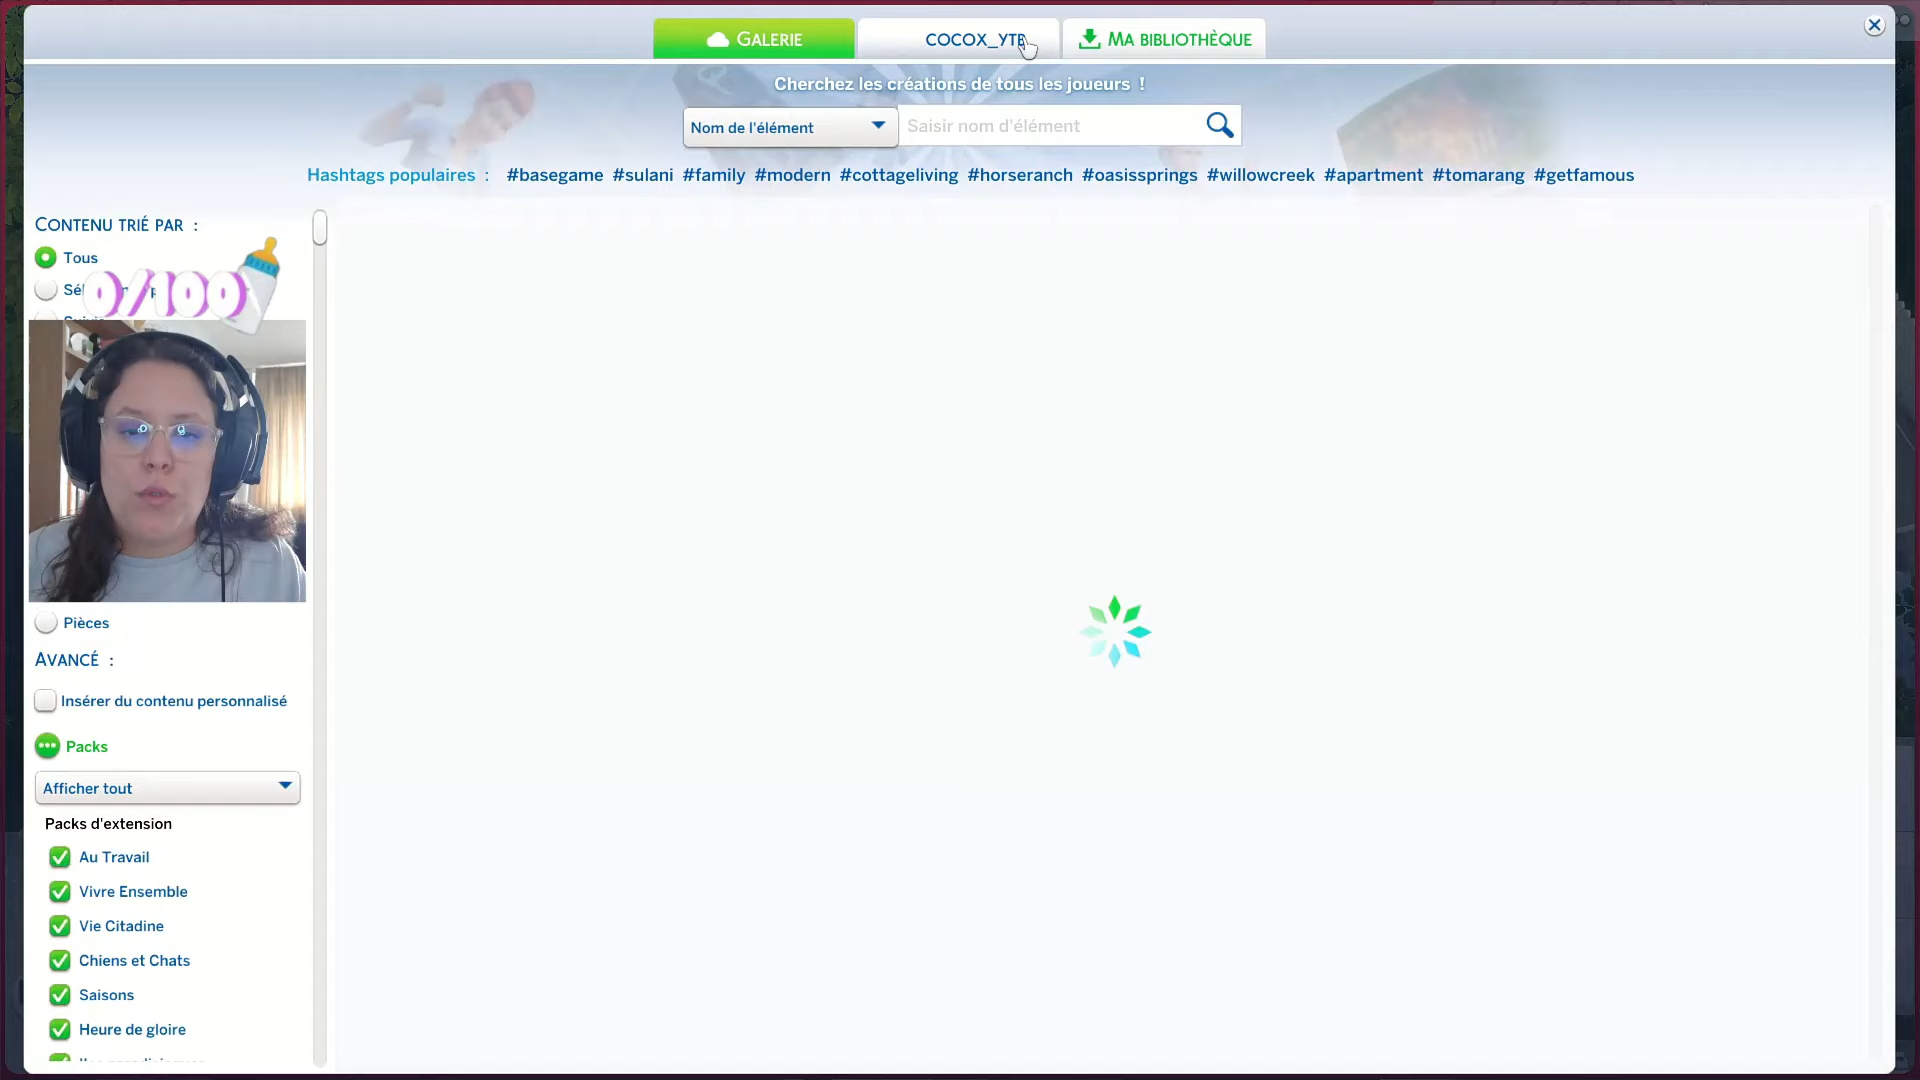 GALERIE
COCOX_YTB
MA BIBLIOTHÈQUE
Cherchez les créations de tous les joueurs !
Nom de l'élément
Saisir nom d'élément
Hashtags populaires : #basegame #sulani #family #modern #cottageliving #horseranch #oasissprings #willowcreek #apartment #tomarang #getfamous
CONTENU TRIÉ PAR :
Tous
0/100
Pièces
AVANCÉ :
Insérer du contenu personnalisé
Packs
Afficher tout
Packs d'extension
Au Travail
Vivre Ensemble
Vie Citadine
Chiens et Chats
Saisons
Heure de gloire